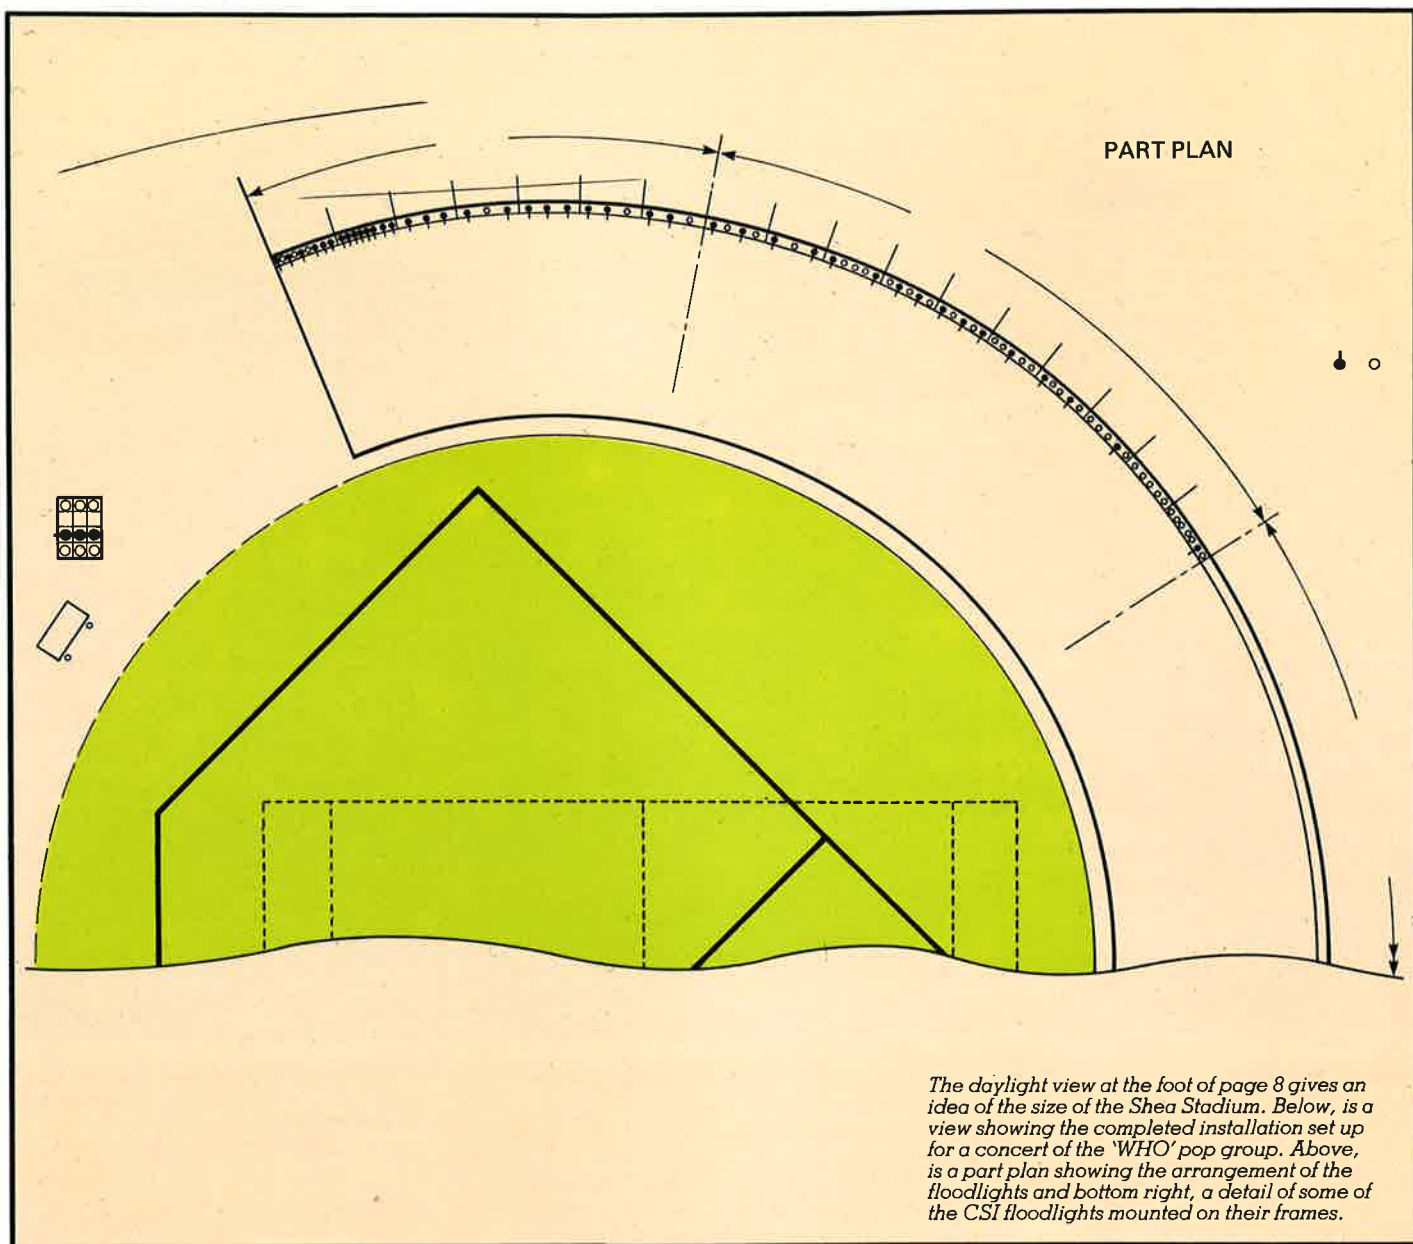 PART PLAN
The daylight view at the foot of page 8 gives an
idea of the size of the Shea Stadium. Below, is a
view showing the completed installation set up
for a concert of the ‘WHO’ pop group. Above,
is a part plan showing the arrangement of the
floodlights and bottom right, a detail of some of
the CSI floodlights mounted on their frames.